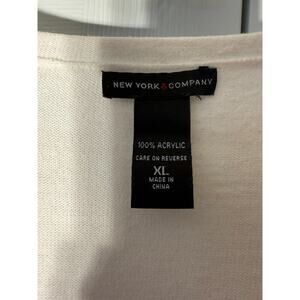 NEW YORK & COMPANY
100% ACRYLIC
CARE ON REVERSE
XL
MADE IN
CHINA